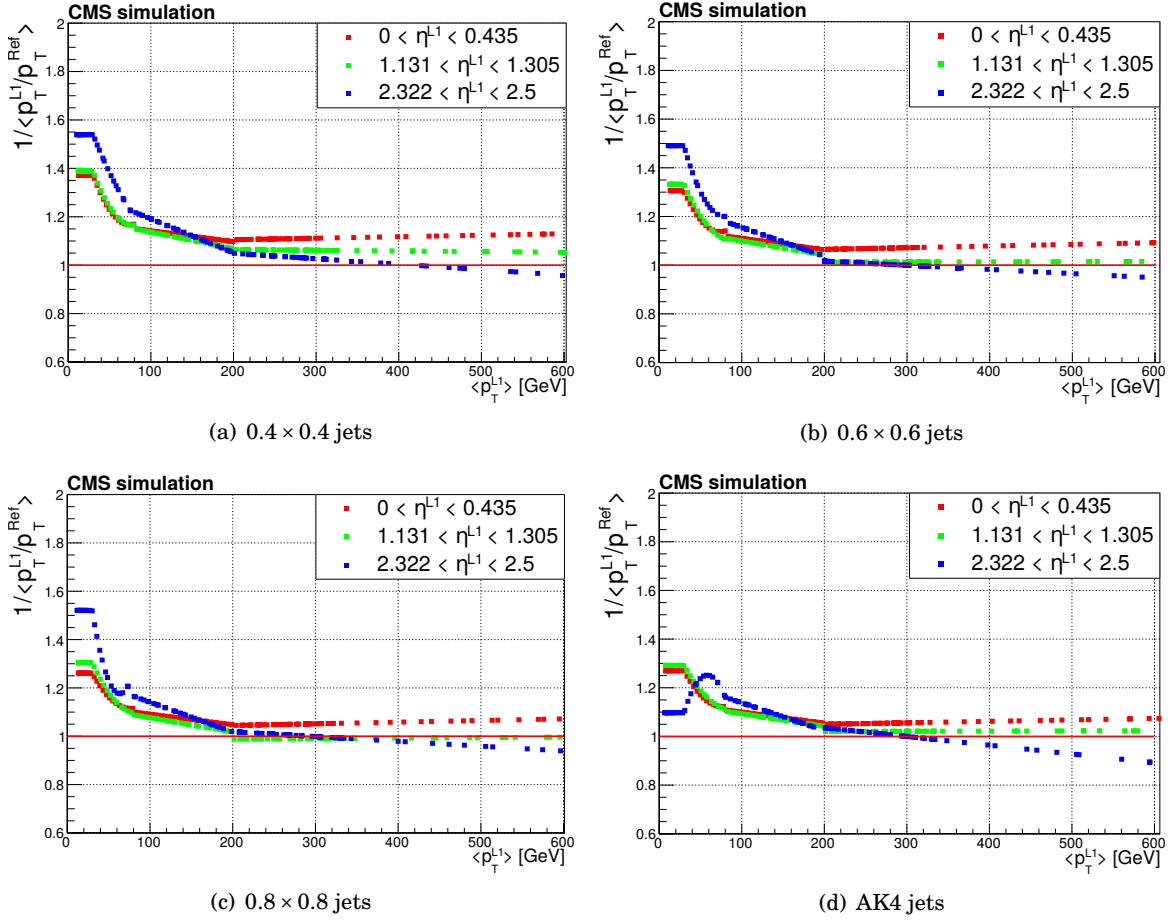 CMS simulation
1/<p_T^L1/p_T^Ref>
2
1.8
1.6
1.4
1.2
1
0.8
0.6
0 < η^L1 < 0.435
1.131 < η^L1 < 1.305
2.322 < η^L1 < 2.5
0 100 200 300 400 500 600
<p_T^L1> [GeV]
(a) 0.4 × 0.4 jets
CMS simulation
1/<p_T^L1/p_T^Ref>
2
1.8
1.6
1.4
1.2
1
0.8
0.6
0 < η^L1 < 0.435
1.131 < η^L1 < 1.305
2.322 < η^L1 < 2.5
0 100 200 300 400 500 600
<p_T^L1> [GeV]
(b) 0.6 × 0.6 jets
CMS simulation
1/<p_T^L1/p_T^Ref>
2
1.8
1.6
1.4
1.2
1
0.8
0.6
0 < η^L1 < 0.435
1.131 < η^L1 < 1.305
2.322 < η^L1 < 2.5
0 100 200 300 400 500 600
<p_T^L1> [GeV]
(c) 0.8 × 0.8 jets
CMS simulation
1/<p_T^L1/p_T^Ref>
2
1.8
1.6
1.4
1.2
1
0.8
0.6
0 < η^L1 < 0.435
1.131 < η^L1 < 1.305
2.322 < η^L1 < 2.5
0 100 200 300 400 500 600
<p_T^L1> [GeV]
(d) AK4 jets